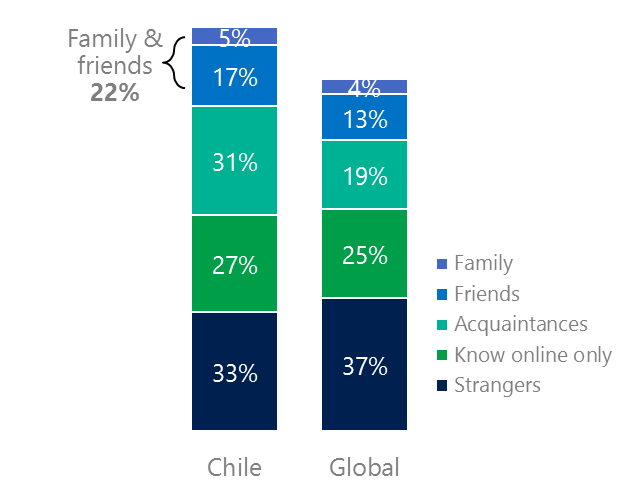 Family &
friends
22%
5%
17%
31%
27%
33%
4%
13%
19%
25%
37%
Family
Friends
Acquaintances
Know online only
Strangers
Chile
Global